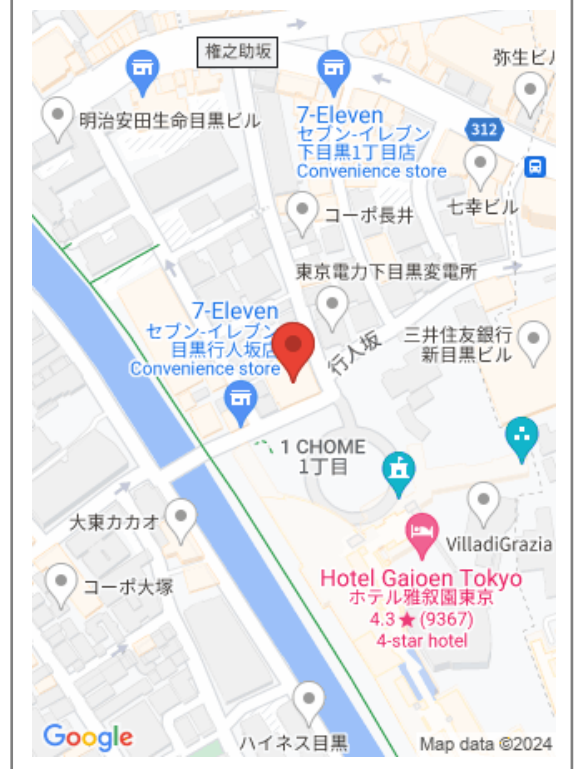 権之助坂
弥生ビル
明治安田生命目黒ビル
7-Eleven
セブン-イレブン
下目黒1丁目店
Convenience store
312
七幸ビル
コーポ長井
東京電力下目黒変電所
7-Eleven
セブン-イレブン
目黒行人坂店
Convenience store
行人坂
三井住友銀行
新目黒ビル
1 CHOME
1丁目
大東カカオ
VilladiGrazia
コーポ大塚
Hotel Gajoen Tokyo
ホテル雅叙園東京
4.3★(9367)
4-star hotel
ハイネス目黒
Google
Map data ©2024